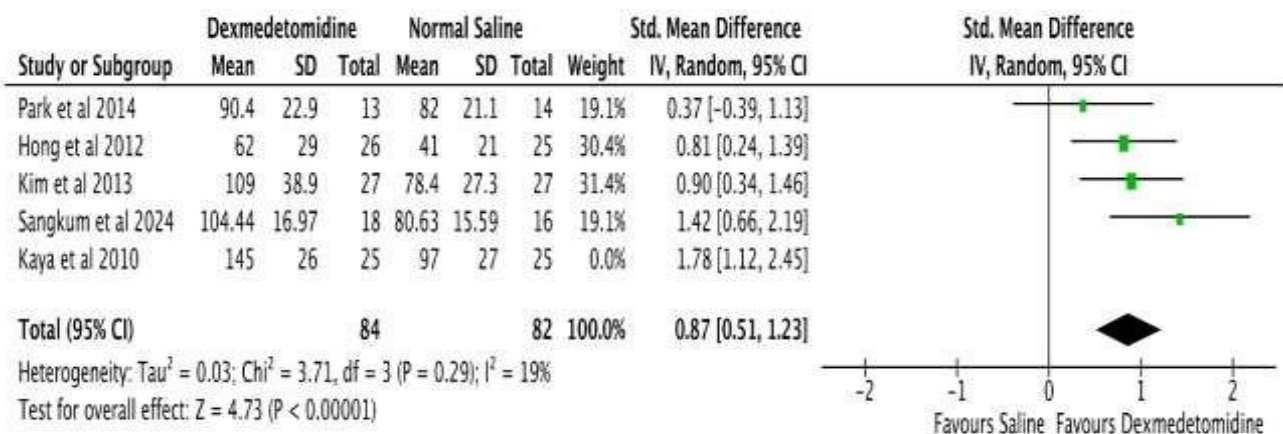 Dexmedetomidine Normal Saline Std. Mean Difference Std. Mean Difference
Study or Subgroup Mean SD Total Mean SD Total Weight IV, Random, 95% CI IV, Random, 95% CI
Park et al 2014 90.4 22.9 13 82 21.1 14 19.1% 0.37 [−0.39, 1.13]
Hong et al 2012 62 29 26 41 21 25 30.4% 0.81 [0.24, 1.39]
Kim et al 2013 109 38.9 27 78.4 27.3 27 31.4% 0.90 [0.34, 1.46]
Sangkum et al 2024 104.44 16.97 18 80.63 15.59 16 19.1% 1.42 [0.66, 2.19]
Kaya et al 2010 145 26 25 97 27 25 0.0% 1.78 [1.12, 2.45]
Total (95% CI) 84 82 100.0% 0.87 [0.51, 1.23]
Heterogeneity: Tau² = 0.03; Chi² = 3.71, df = 3 (P = 0.29); I² = 19%
Test for overall effect: Z = 4.73 (P < 0.00001)
−2 −1 0 1 2
Favours Saline Favours Dexmedetomidine